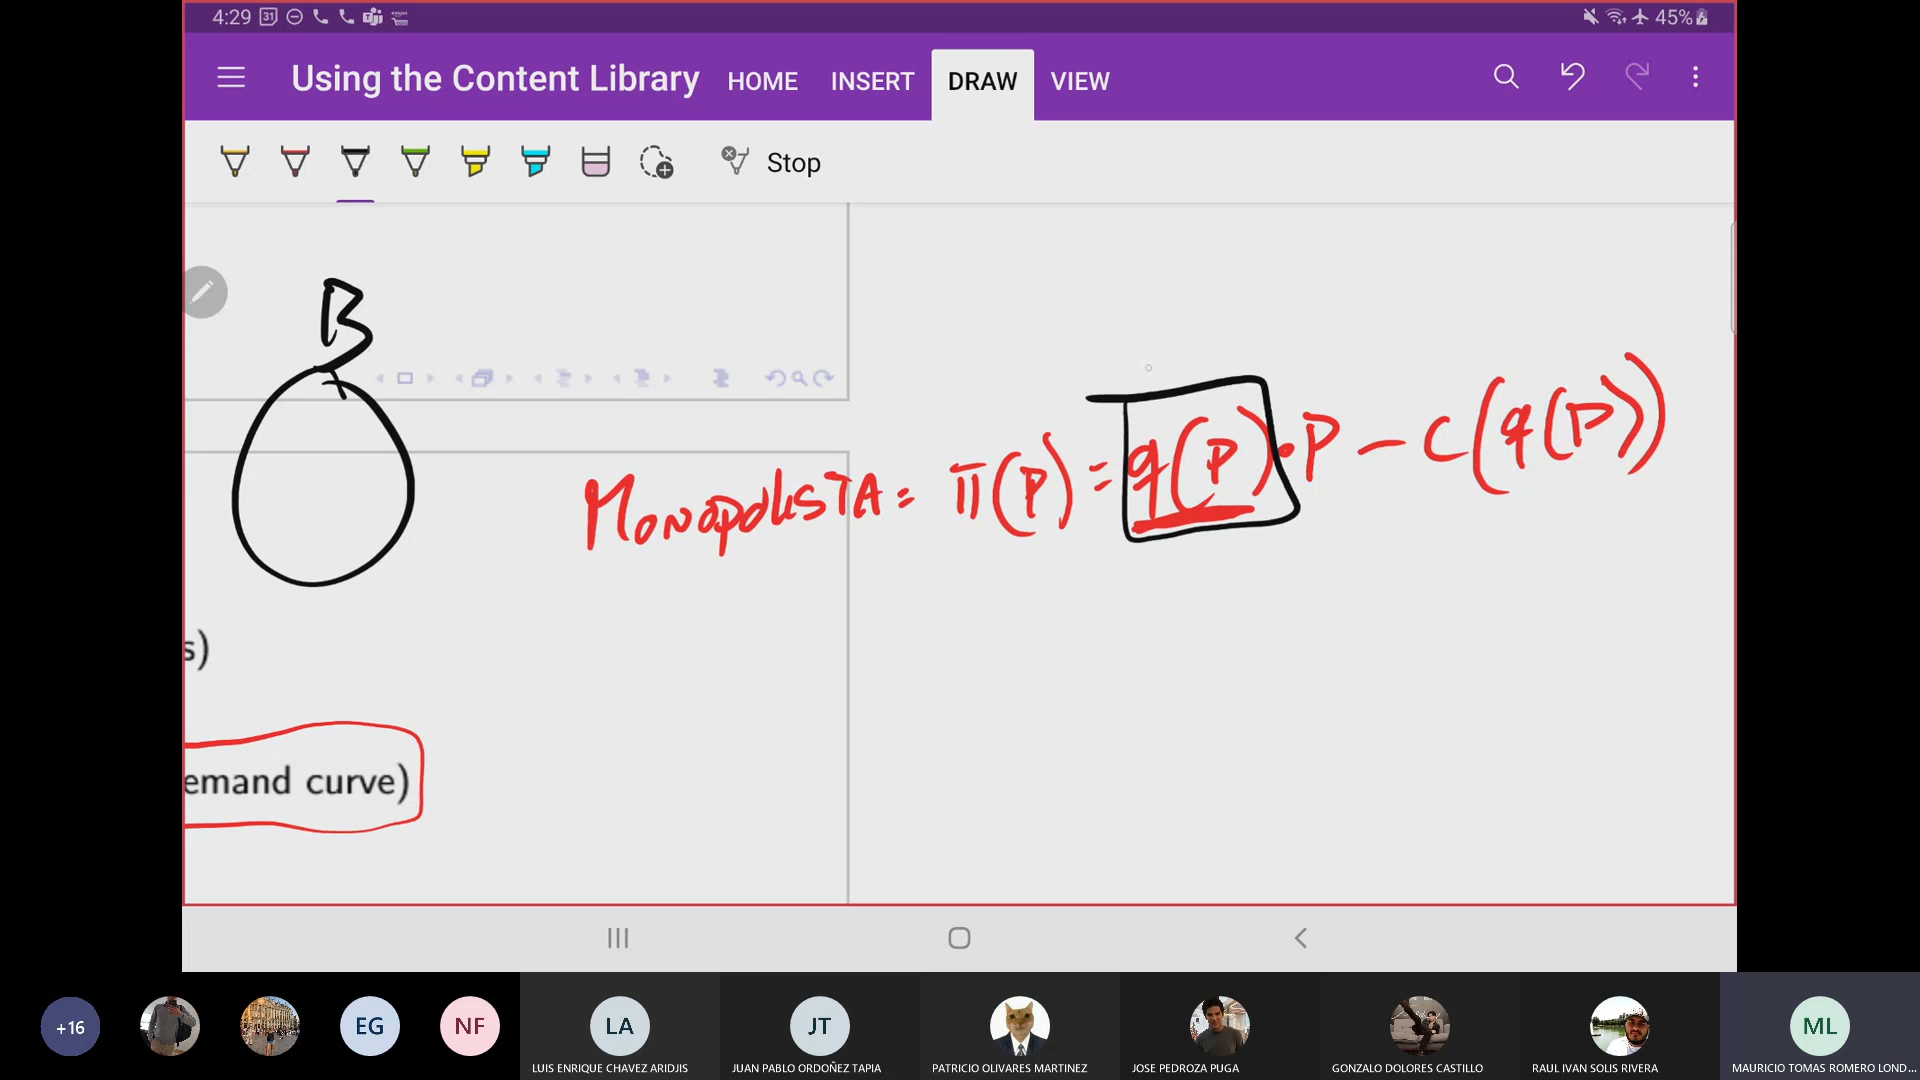 4:29 31 45%
Using the Content Library HOME INSERT DRAW VIEW
Stop
B
MONOPOLISTA = π(P) = q(P)·P - C(q(P))
s)
emand curve)
+16 EG NF LA JT ML
LUIS ENRIQUE CHAVEZ ARIDJIS JUAN PABLO ORDOÑEZ TAPIA PATRICIO OLIVARES MARTINEZ JOSE PEDROZA PUGA GONZALO DOLORES CASTILLO RAUL IVAN SOLIS RIVERA MAURICIO TOMAS ROMERO LOND...